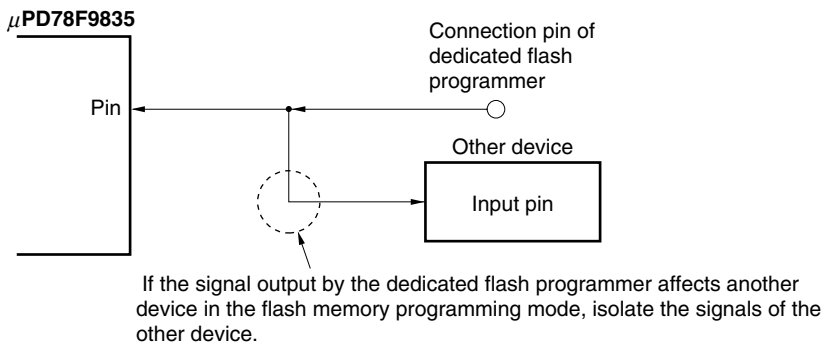 μPD78F9835
Connection pin of
dedicated flash
programmer
Pin
Other device
Input pin
If the signal output by the dedicated flash programmer affects another
device in the flash memory programming mode, isolate the signals of the
other device.